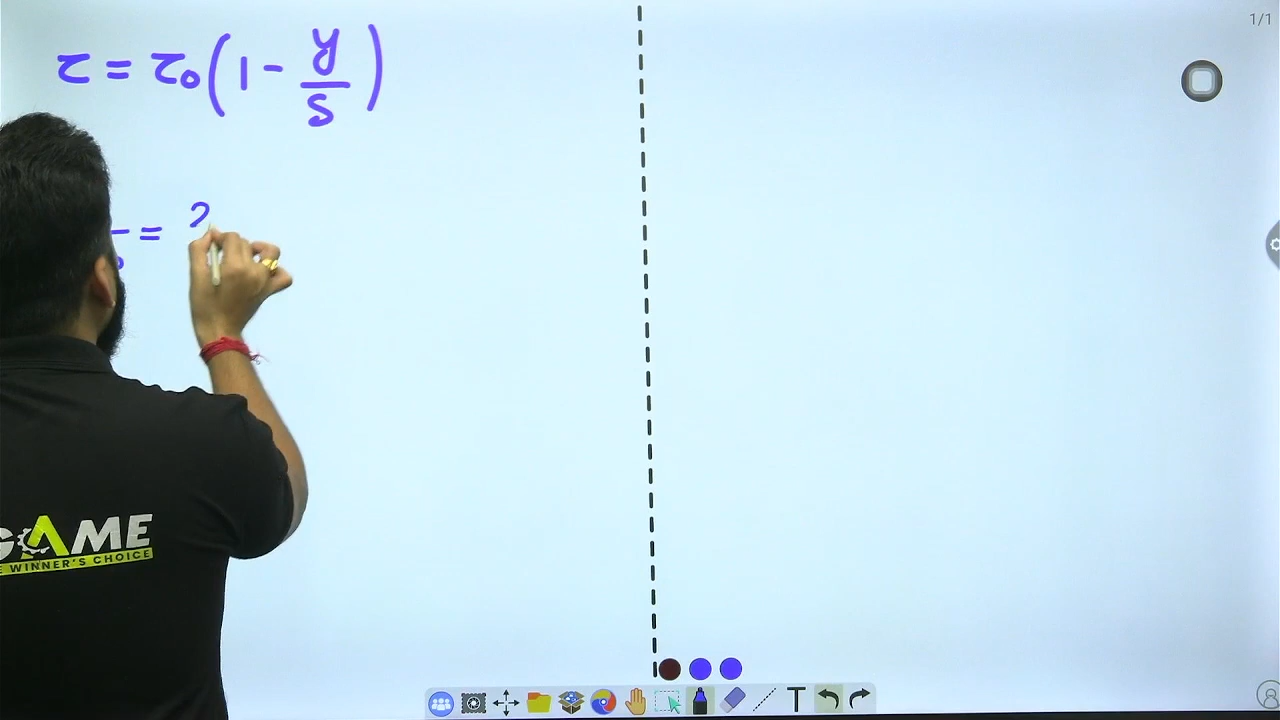 1/1
τ = τ₀(1 - y/δ)
= 2
GAME
WINNER'S CHOICE
T